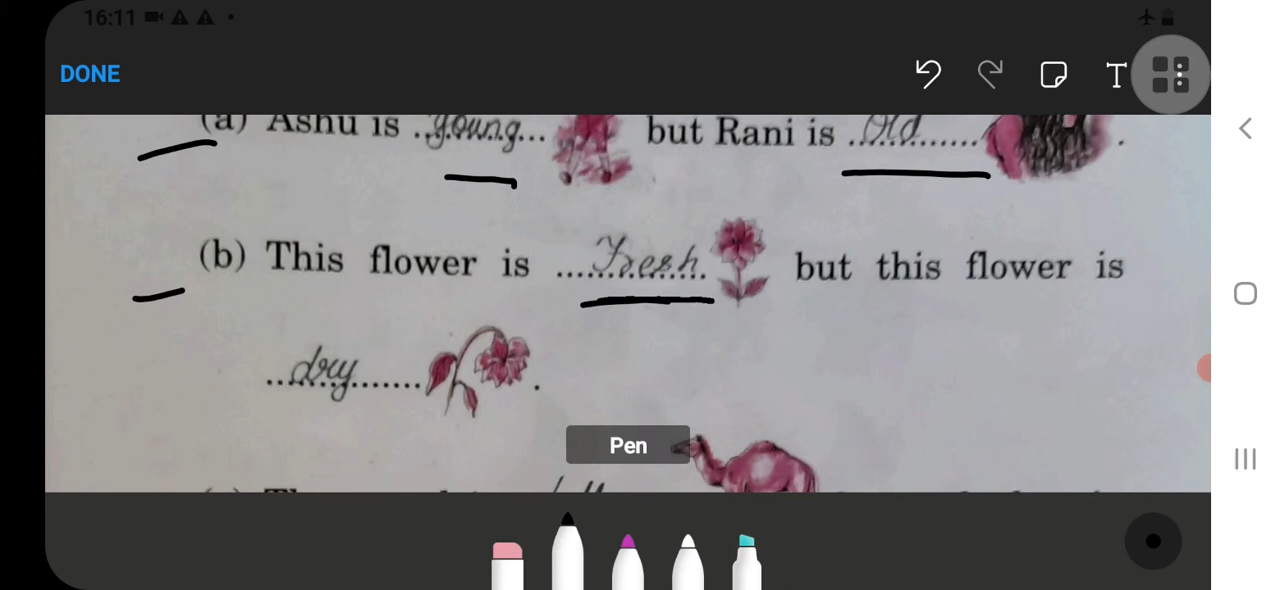 16:11
DONE
T
(a) Ashu is ..young... but Rani is ..Old............ .
(b) This flower is .....Fresh. but this flower is
...dry....... .
Pen